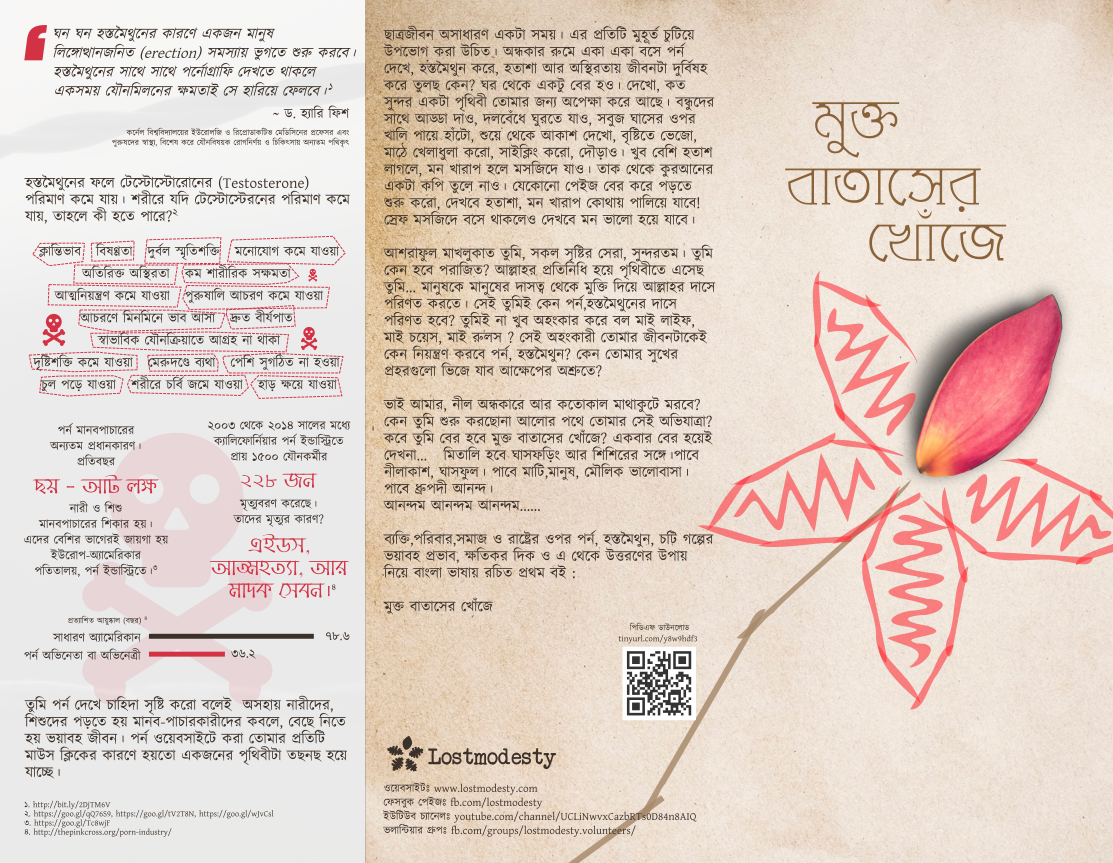 ঘন ঘন হস্তমৈথুনের কারণে একজন মানুষ
লিঙ্গোত্থানজনিত (erection) সমস্যায় ভুগতে শুরু করবে।
হস্তমৈথুনের সাথে সাথে পর্নোগ্রাফি দেখতে থাকলে
একসময় যৌনমিলনের ক্ষমতাই সে হারিয়ে ফেলবে।১
~ ড. হ্যারি ফিশ
কর্নেল বিশ্ববিদ্যালয়ের ইউরোলজি ও রিপ্রোডাকটিভ মেডিসিনের প্রফেসর এবং
পুরুষদের স্বাস্থ্য, বিশেষ করে যৌনবিষয়ক রোগনির্ণয় ও চিকিৎসায় অন্যতম পথিকৃৎ
হস্তমৈথুনের ফলে টেস্টোস্টোরোনের (Testosterone)
পরিমাণ কমে যায়। শরীরে যদি টেস্টোস্টেরনের পরিমাণ কমে
যায়, তাহলে কী হতে পারে?২
ক্লান্তিভাব বিষণ্ণতা দুর্বল স্মৃতিশক্তি মনোযোগ কমে যাওয়া
অতিরিক্ত অস্থিরতা কম শারীরিক সক্ষমতা
আত্মনিয়ন্ত্রণ কমে যাওয়া পুরুষালি আচরণ কমে যাওয়া
আচরণে মিনমিনে ভাব আসা দ্রুত বীর্যপাত
স্বাভাবিক যৌনক্রিয়াতে আগ্রহ না থাকা
দৃষ্টিশক্তি কমে যাওয়া মেরুদণ্ডে ব্যথা পেশি সুগঠিত না হওয়া
চুল পড়ে যাওয়া শরীরে চর্বি জমে যাওয়া হাড় ক্ষয়ে যাওয়া
পর্ন মানবপাচারের
অন্যতম প্রধানকারণ।
প্রতিবছর
ছয় - আট লক্ষ
নারী ও শিশু
মানবপাচারের শিকার হয়।
এদের বেশির ভাগেরই জায়গা হয়
ইউরোপ-অ্যামেরিকার
পতিতালয়, পর্ন ইন্ডাস্ট্রিতে।৩
২০০৩ থেকে ২০১৪ সালের মধ্যে
ক্যালিফোর্নিয়ার পর্ন ইন্ডাস্ট্রিতে
প্রায় ১৫০০ যৌনকর্মীর
২২৮ জন
মৃত্যুবরণ করেছে।
তাদের মৃত্যুর কারণ?
এইডস,
আত্মহত্যা, আর
মাদক সেবন।৪
প্রত্যাশিত আয়ুষ্কাল (বছর) ৪
সাধারণ অ্যামেরিকান ৭৮.৬
পর্ন অভিনেতা বা অভিনেত্রী ৩৬.২
তুমি পর্ন দেখে চাহিদা সৃষ্টি করো বলেই অসহায় নারীদের,
শিশুদের পড়তে হয় মানব-পাচারকারীদের কবলে, বেছে নিতে
হয় ভয়াবহ জীবন। পর্ন ওয়েবসাইটে করা তোমার প্রতিটি
মাউস ক্লিকের কারণে হয়তো একজনের পৃথিবীটা তছনছ হয়ে
যাচ্ছে।
১. http://bit.ly/2DJTM6V
২. https://goo.gl/qQ76S9, https://goo.gl/tV2T8N, https://goo.gl/wJvCsl
৩. https://goo.gl/Tc8wjF
৪. http://thepinkcross.org/porn-industry/
ছাত্রজীবন অসাধারণ একটা সময়। এর প্রতিটি মুহূর্ত চুটিয়ে
উপভোগ করা উচিত। অন্ধকার রুমে একা একা বসে পর্ন
দেখে, হস্তমৈথুন করে, হতাশা আর অস্থিরতায় জীবনটা দুর্বিষহ
করে তুলছ কেন? ঘর থেকে একটু বের হও। দেখো, কত
সুন্দর একটা পৃথিবী তোমার জন্য অপেক্ষা করে আছে। বন্ধুদের
সাথে আড্ডা দাও, দলবেঁধে ঘুরতে যাও, সবুজ ঘাসের ওপর
খালি পায়ে হাঁটো, শুয়ে থেকে আকাশ দেখো, বৃষ্টিতে ভেজো,
মাঠে খেলাধুলা করো, সাইক্লিং করো, দৌড়াও। খুব বেশি হতাশ
লাগলে, মন খারাপ হলে মসজিদে যাও। তাক থেকে কুরআনের
একটা কপি তুলে নাও। যেকোনো পেইজ বের করে পড়তে
শুরু করো, দেখবে হতাশা, মন খারাপ কোথায় পালিয়ে যাবে!
স্রেফ মসজিদে বসে থাকলেও দেখবে মন ভালো হয়ে যাবে।
আশরাফুল মাখলুকাত তুমি, সকল সৃষ্টির সেরা, সুন্দরতম। তুমি
কেন হবে পরাজিত? আল্লাহর প্রতিনিধি হয়ে পৃথিবীতে এসেছ
তুমি... মানুষকে মানুষের দাসত্ব থেকে মুক্তি দিয়ে আল্লাহর দাসে
পরিণত করতে। সেই তুমিই কেন পর্ন,হস্তমৈথুনের দাসে
পরিণত হবে? তুমিই না খুব অহংকার করে বল মাই লাইফ,
মাই চয়েস, মাই রুলস ? সেই অহংকারী তোমার জীবনটাকেই
কেন নিয়ন্ত্রণ করবে পর্ন, হস্তমৈথুন? কেন তোমার সুখের
প্রহরগুলো ভিজে যাব আক্ষেপের অশ্রুতে?
ভাই আমার, নীল অন্ধকারে আর কতোকাল মাথাকুটে মরবে?
কেন তুমি শুরু করছোনা আলোর পথে তোমার সেই অভিযাত্রা?
কবে তুমি বের হবে মুক্ত বাতাসের খোঁজে? একবার বের হয়েই
দেখনা... মিতালি হবে ঘাসফড়িং আর শিশিরের সঙ্গে।পাবে
নীলাকাশ, ঘাসফুল। পাবে মাটি,মানুষ, মৌলিক ভালোবাসা।
পাবে ধ্রুপদী আনন্দ।
আনন্দম আনন্দম আনন্দম......
ব্যক্তি,পরিবার,সমাজ ও রাষ্ট্রের ওপর পর্ন, হস্তমৈথুন, চটি গল্পের
ভয়াবহ প্রভাব, ক্ষতিকর দিক ও এ থেকে উত্তরণের উপায়
নিয়ে বাংলা ভাষায় রচিত প্রথম বই :
মুক্ত বাতাসের খোঁজে
পিডিএফ ডাউনলোড
tinyurl.com/y8w9hdf3
Lostmodesty
ওয়েবসাইটঃ www.lostmodesty.com
ফেসবুক পেইজঃ fb.com/lostmodesty
ইউটিউব চ্যানেলঃ youtube.com/channel/UCLiNwvxCazbRTs0D84n8AIQ
ভলান্টিয়ার গ্রুপঃ fb.com/groups/lostmodesty.volunteers/
মুক্ত
বাতাসের
খোঁজে